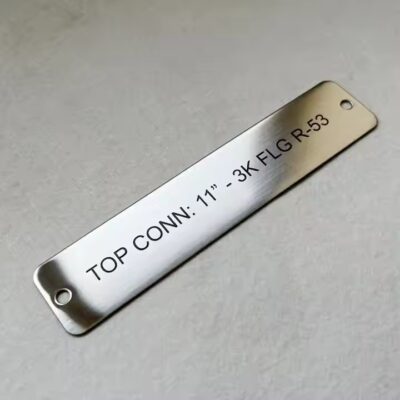 TOP CONN: 11” - 3K FLG R-53